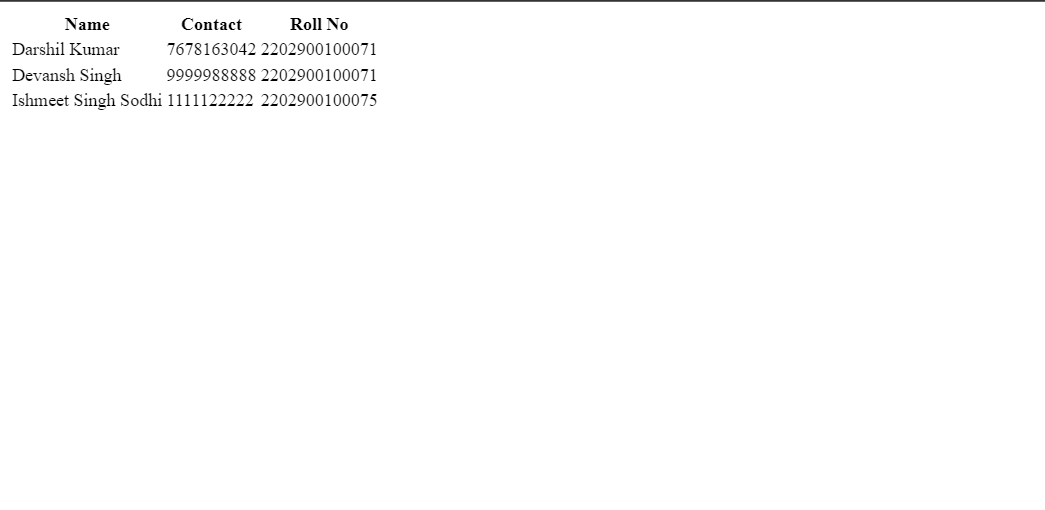 Name Contact Roll No
Darshil Kumar 7678163042 2202900100071
Devansh Singh 9999988888 2202900100071
Ishmeet Singh Sodhi 1111122222 2202900100075